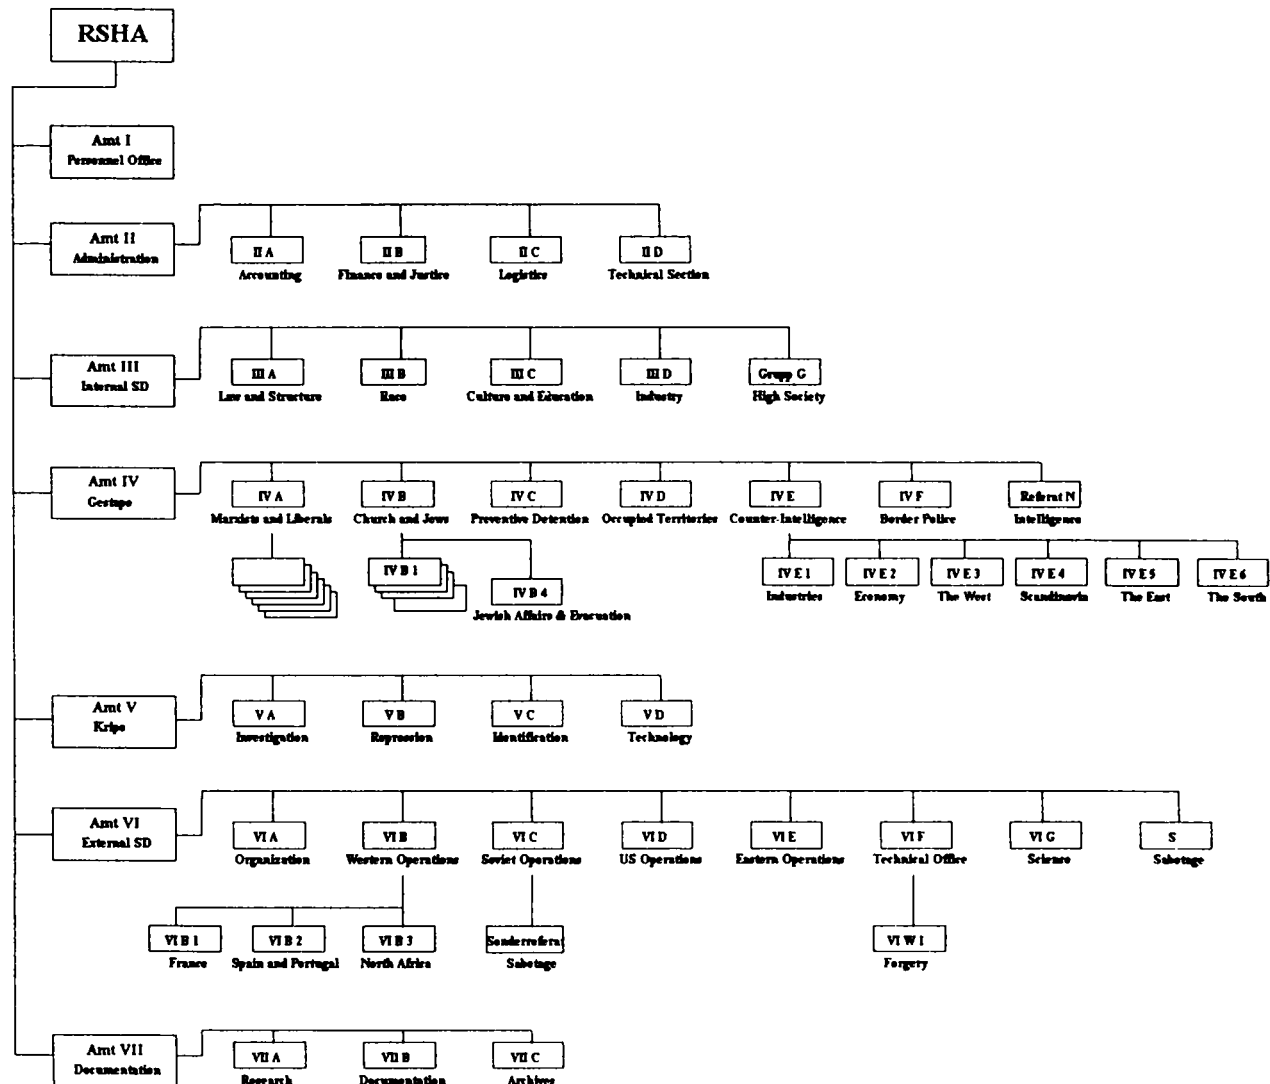 RSHA
Amt I
Personnel Office
Amt II
Administration
II A
Accounting
II B
Finance and Justice
II C
Logistics
II D
Technical Section
Amt III
Internal SD
III A
Law and Structure
III B
Race
III C
Culture and Education
III D
Industry
Grupp G
High Society
Amt IV
Gestapo
IV A
Marxists and Liberals
IV B
Church and Jews
IV C
Preventive Detention
IV D
Occupied Territories
IV E
Counter-Intelligence
IV F
Border Police
Referat N
Intelligence
IV B 1
IV B 4
Jewish Affairs & Evacuation
IV E 1
Industries
IV E 2
Economy
IV E 3
The West
IV E 4
Scandinavia
IV E 5
The East
IV E 6
The South
Amt V
Kripo
V A
Investigation
V B
Repression
V C
Identification
V D
Technology
Amt VI
External SD
VI A
Organization
VI B
Western Operations
VI C
Soviet Operations
VI D
US Operations
VI E
Eastern Operations
VI F
Technical Office
VI G
Science
S
Sabotage
VI B 1
France
VI B 2
Spain and Portugal
VI B 3
North Africa
Sonderreferat
Sabotage
VI W 1
Forgery
Amt VII
Documentation
VII A
Research
VII B
Documentation
VII C
Archives